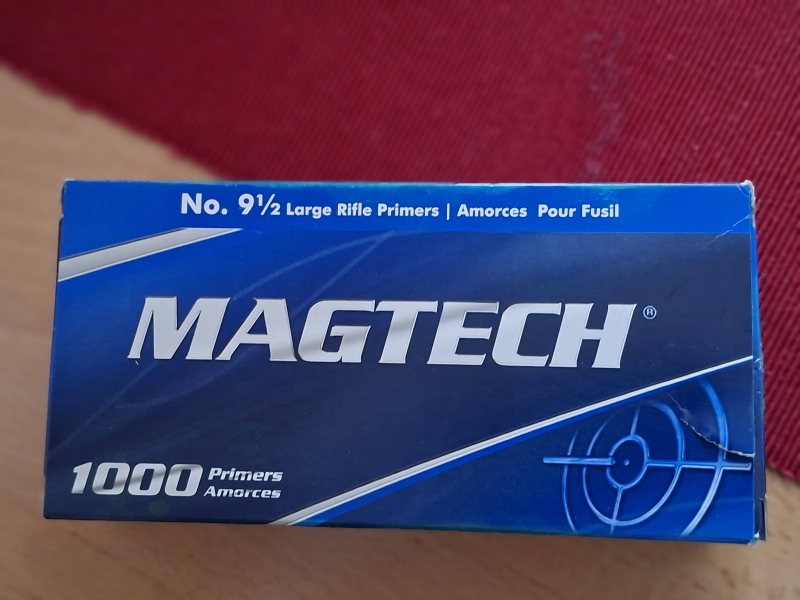 No. 9½ Large Rifle Primers | Amorces Pour Fusil
MAGTECH®
1000 Primers
Amorces